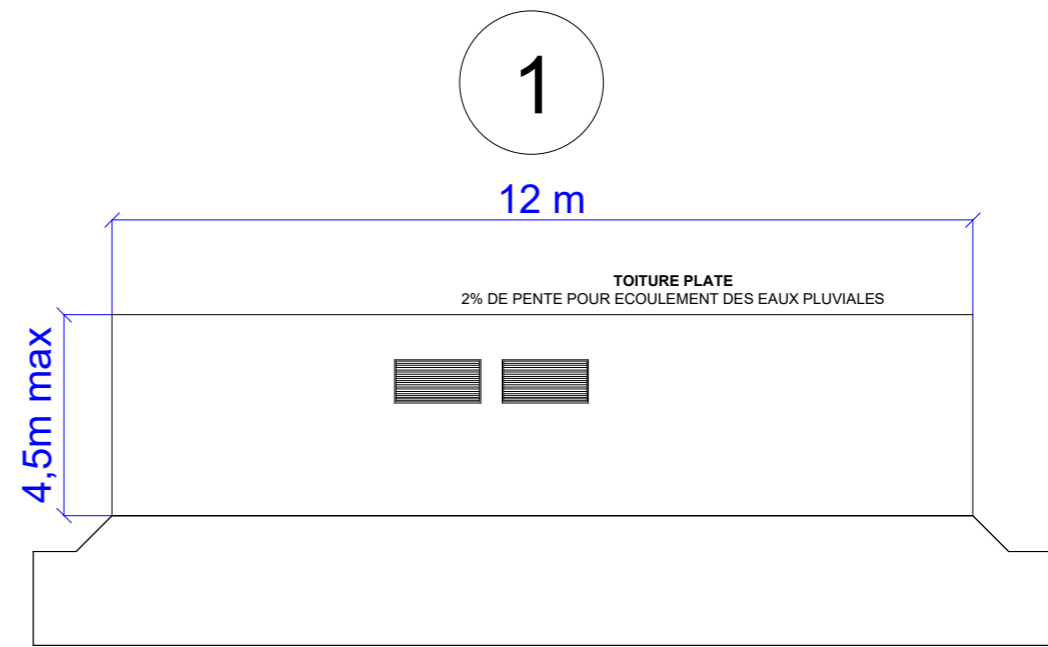 1
12 m
TOITURE PLATE
2% DE PENTE POUR ECOULEMENT DES EAUX PLUVIALES
4,5m max